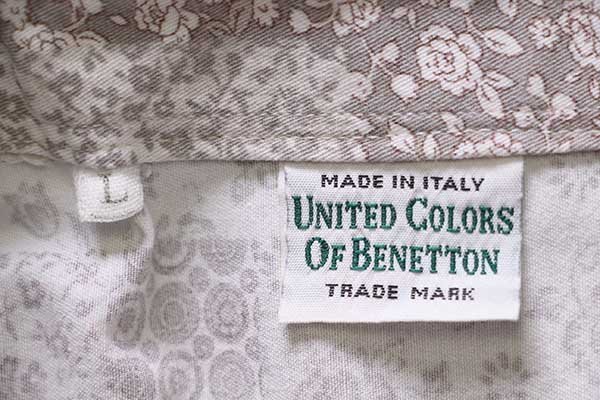 L
MADE IN ITALY
UNITED COLORS
OF BENETTON
TRADE MARK